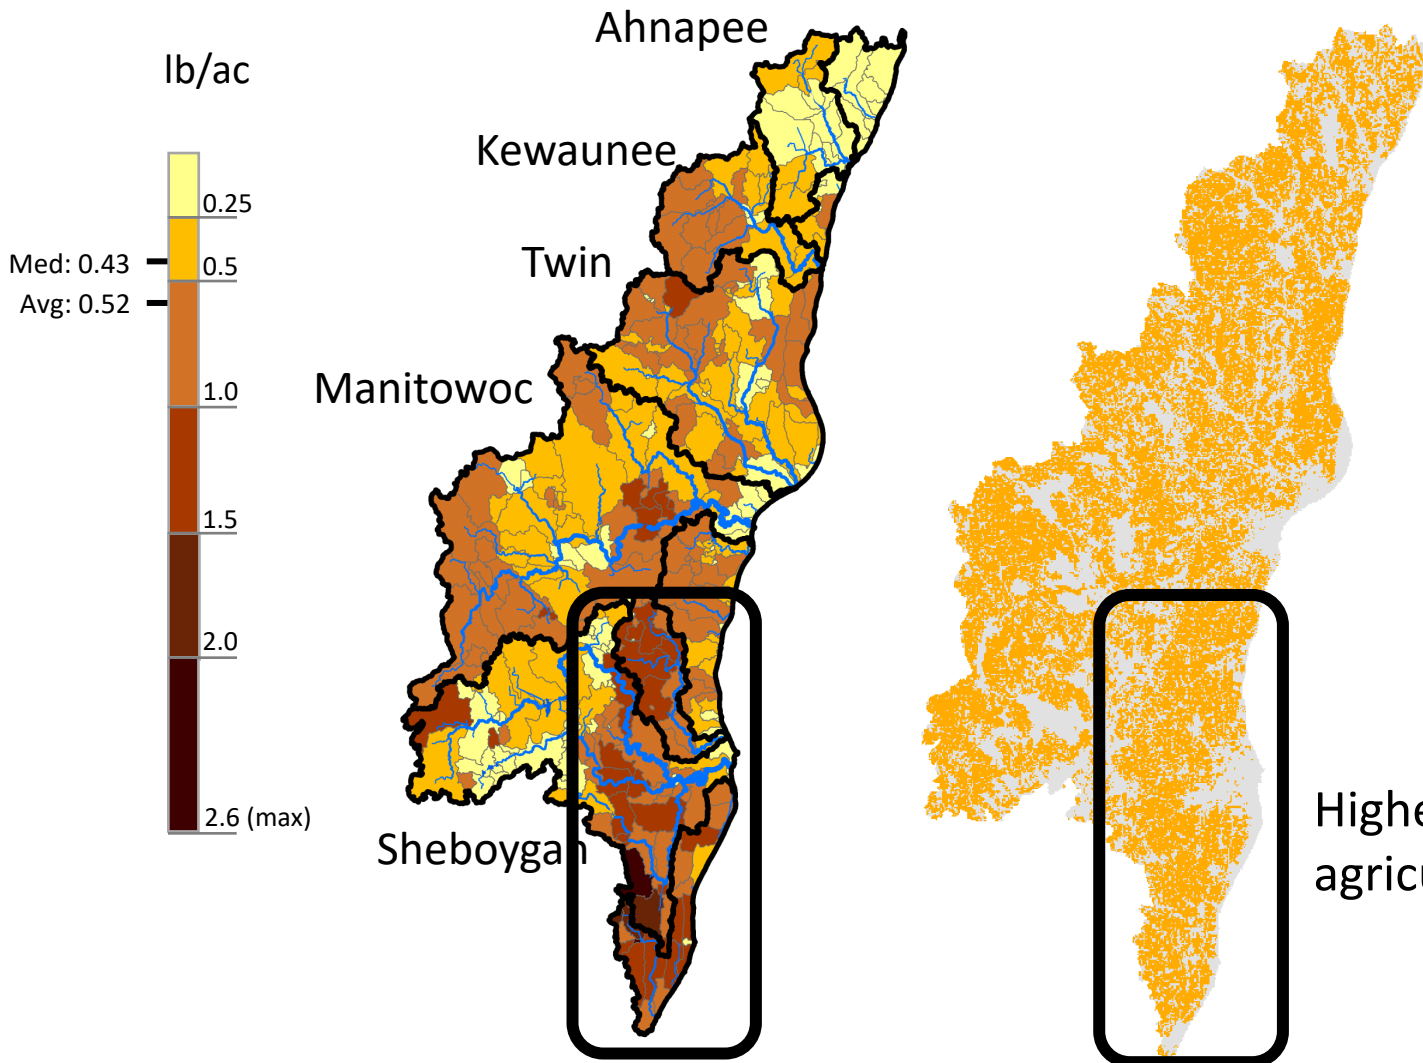 Ahnapee
lb/ac
Kewaunee
0.25
Twin
Med: 0.43
0.5
Avg: 0.52
Manitowoc
1.0
1.5
2.0
2.6 (max)
Sheboygan